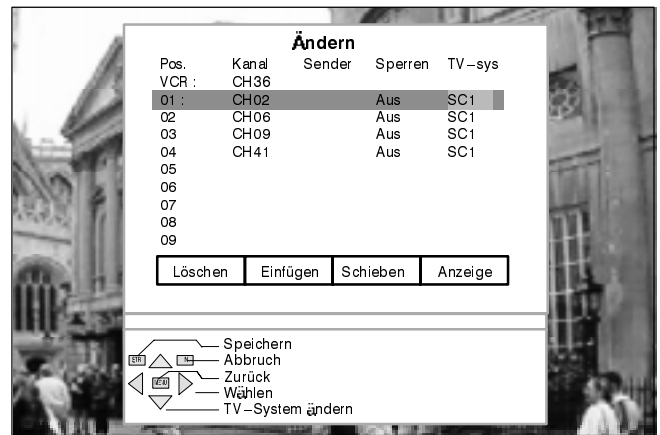 Ändern
Pos. Kanal Sender Sperren TV-sys
VCR : CH36
01 : CH02 Aus SC1
02 CH06 Aus SC1
03 CH09 Aus SC1
04 CH41 Aus SC1
05
06
07
08
09
Löschen Einfügen Schieben Anzeige
Speichern
STR N Abbruch
MENU Zurück
Wählen
TV-System ändern